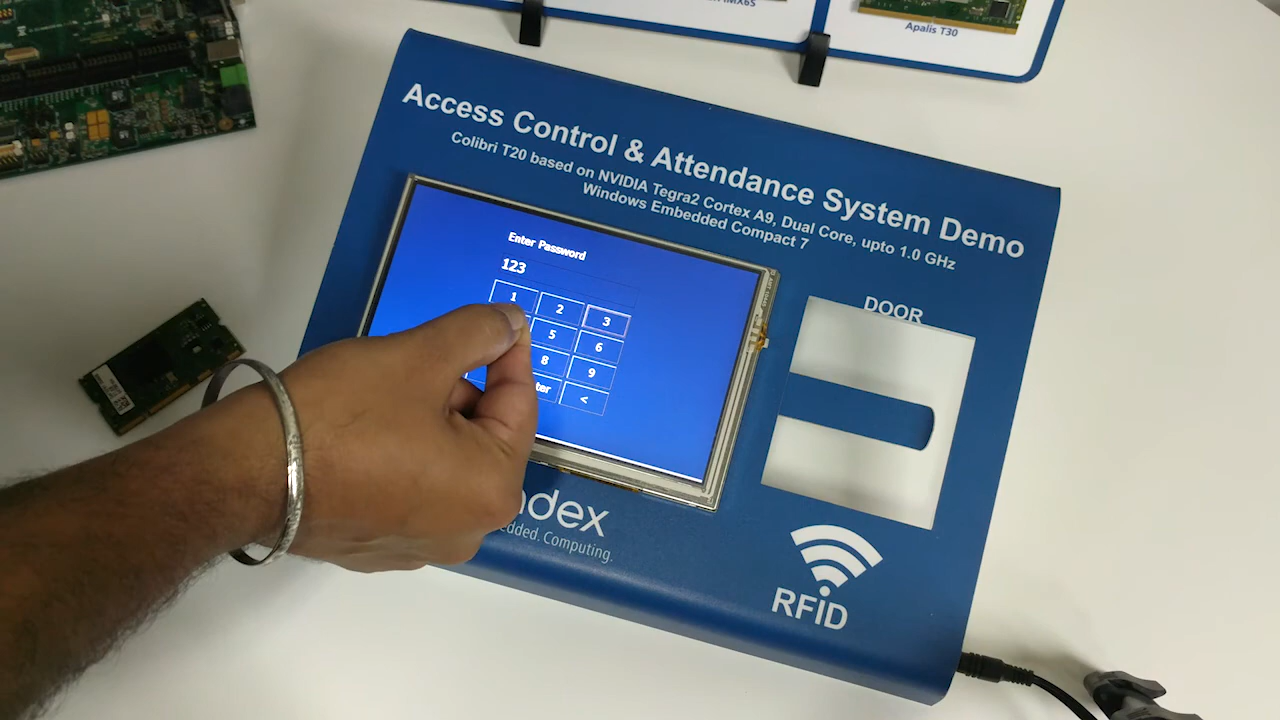 Apalis T30
Access Control & Attendance System Demo
Colibri T20 based on NVIDIA Tegra2 Cortex A9, Dual Core, upto 1.0 GHz
Windows Embedded Compact 7
Enter Password
123
1 2 3
5 6
8 9
<
DOOR
Computing.
RFiD